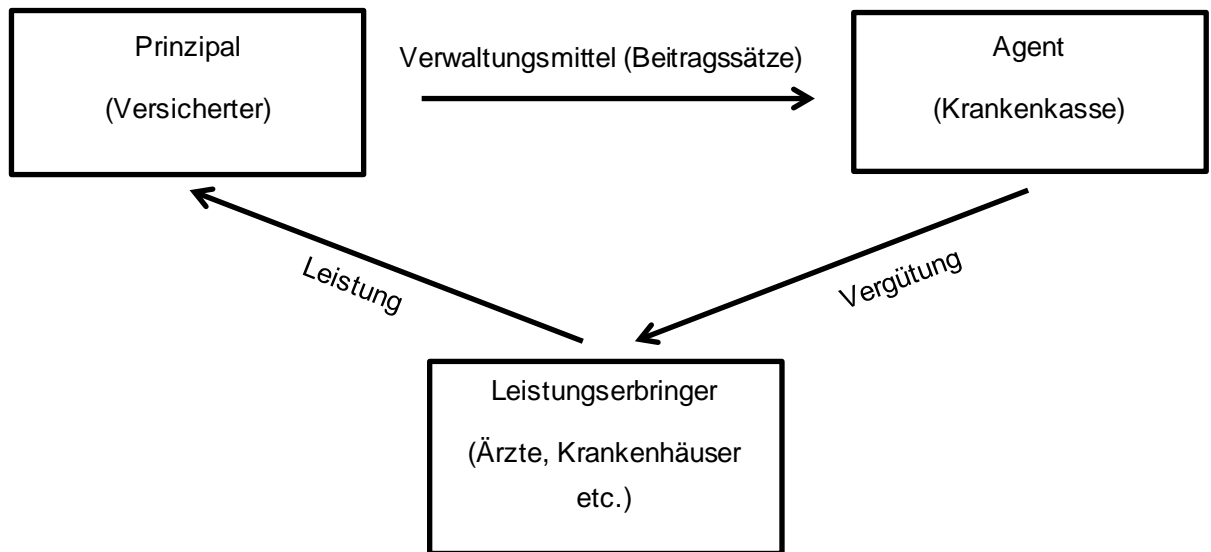 Prinzipal
(Versicherter)
Verwaltungsmittel (Beitragssätze)
Agent
(Krankenkasse)
Leistung
Vergütung
Leistungserbringer
(Ärzte, Krankenhäuser
etc.)